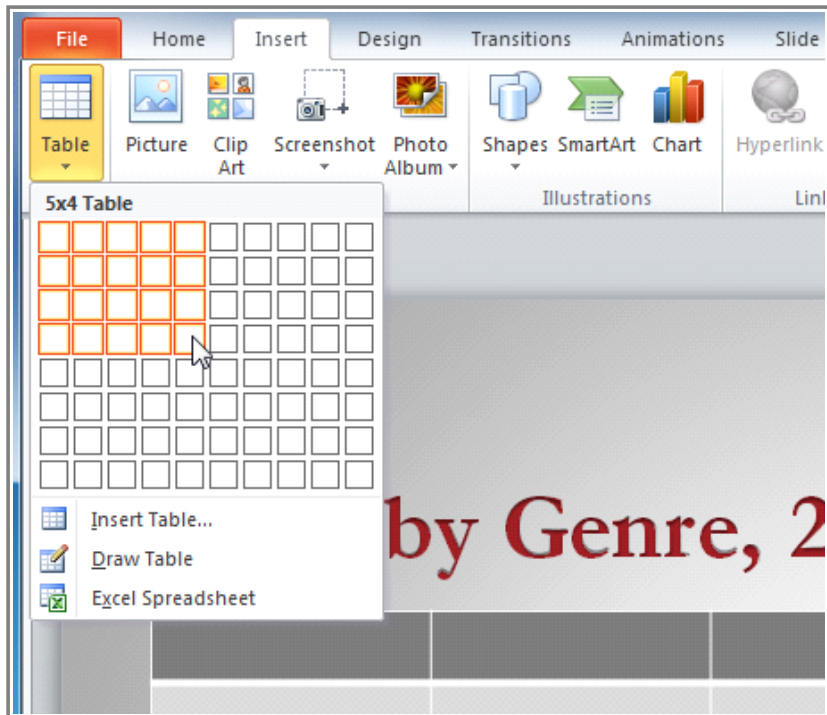 File Home Insert Design Transitions Animations Slide
Table Picture Clip Art Screenshot Photo Album Shapes SmartArt Chart Hyperlink
Illustrations
5x4 Table
Insert Table...
Draw Table
Excel Spreadsheet
by Genre, 2